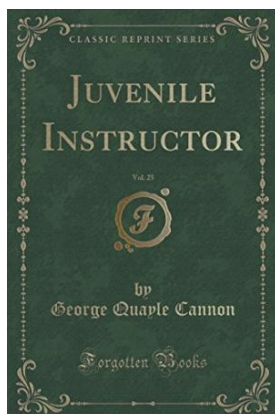 CLASSIC REPRINT SERIES
JUVENILE
INSTRUCTOR
Vol. 25
F
by
George Quayle Cannon
Forgotten Books